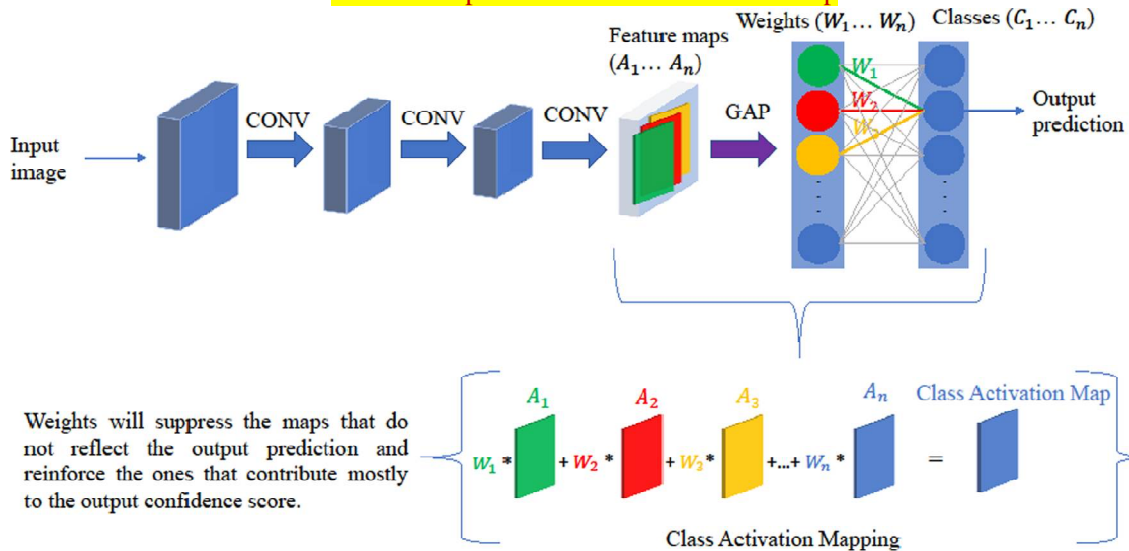 Weights (W₁... Wₙ)
Classes (C₁... Cₙ)
Feature maps
(A₁... Aₙ)
W₁
W₂
CONV
CONV
CONV
GAP
Output
prediction
Input
image
A₁
A₂
A₃
Aₙ
Class Activation Map
Weights will suppress the maps that do
not reflect the output prediction and
reinforce the ones that contribute mostly
to the output confidence score.
W₁ * + W₂ * + W₃ * +...+ Wₙ * =
Class Activation Mapping